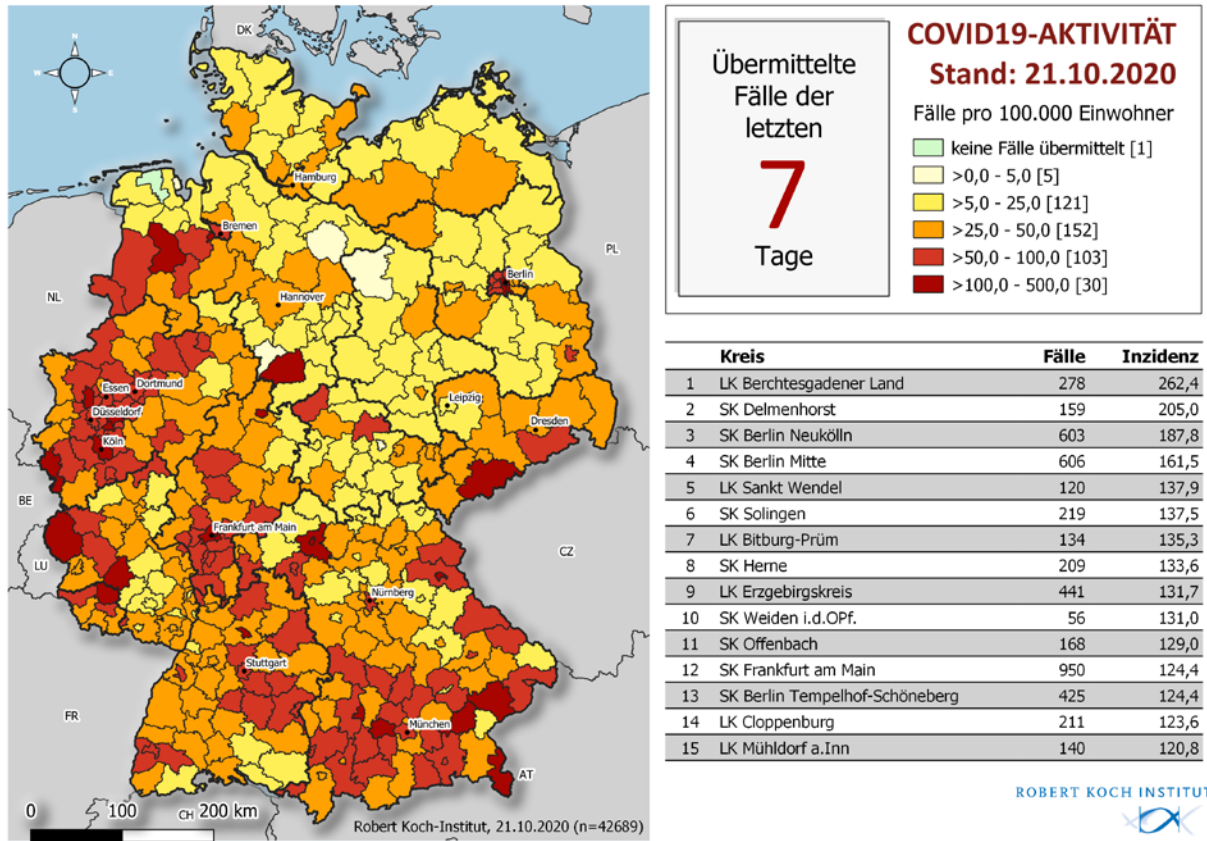 N
W
E
S
DK
Hamburg
Bremen
PL
Berlin
NL
Hannover
Essen
Dortmund
Düsseldorf
Leipzig
Köln
Dresden
BE
Frankfurt am Main
LU
CZ
Nürnberg
Stuttgart
FR
München
AT
CH
0 100 200 km
Robert Koch-Institut, 21.10.2020 (n=42689)
Übermittelte
Fälle der
letzten
7
Tage
COVID19-AKTIVITÄT
Stand: 21.10.2020
Fälle pro 100.000 Einwohner
keine Fälle übermittelt [1]
>0,0 - 5,0 [5]
>5,0 - 25,0 [121]
>25,0 - 50,0 [152]
>50,0 - 100,0 [103]
>100,0 - 500,0 [30]
Kreis Fälle Inzidenz
1 LK Berchtesgadener Land 278 262,4
2 SK Delmenhorst 159 205,0
3 SK Berlin Neukölln 603 187,8
4 SK Berlin Mitte 606 161,5
5 LK Sankt Wendel 120 137,9
6 SK Solingen 219 137,5
7 LK Bitburg-Prüm 134 135,3
8 SK Herne 209 133,6
9 LK Erzgebirgskreis 441 131,7
10 SK Weiden i.d.OPf. 56 131,0
11 SK Offenbach 168 129,0
12 SK Frankfurt am Main 950 124,4
13 SK Berlin Tempelhof-Schöneberg 425 124,4
14 LK Cloppenburg 211 123,6
15 LK Mühldorf a.Inn 140 120,8
ROBERT KOCH INSTITUT